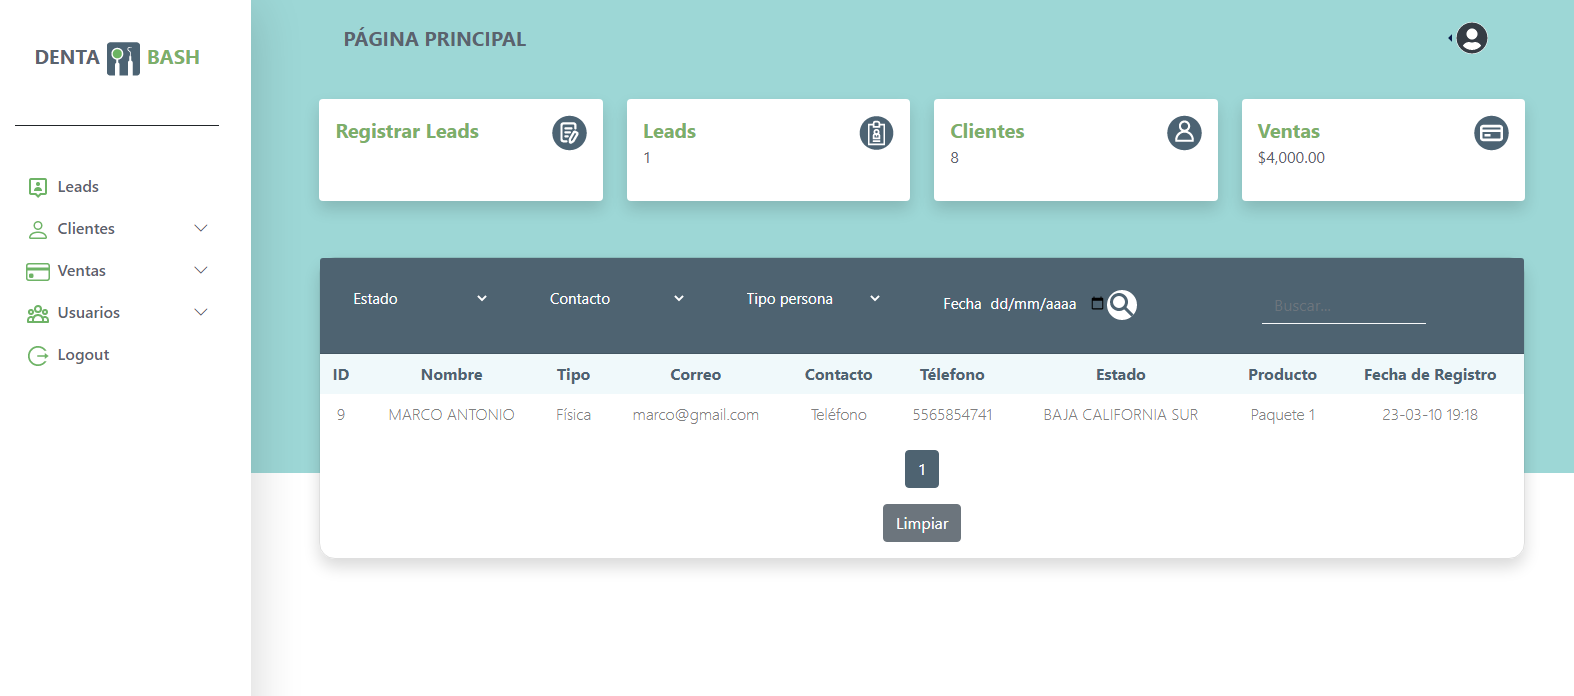 DENTA BASH
PÁGINA PRINCIPAL
Registrar Leads
Leads
1
Clientes
8
Ventas
$4,000.00
Leads
Clientes
Ventas
Usuarios
Logout
Estado Contacto Tipo persona Fecha dd/mm/aaaa Buscar...
ID Nombre Tipo Correo Contacto Télefono Estado Producto Fecha de Registro
9 MARCO ANTONIO Física marco@gmail.com Teléfono 5565854741 BAJA CALIFORNIA SUR Paquete 1 23-03-10 19:18
1
Limpiar